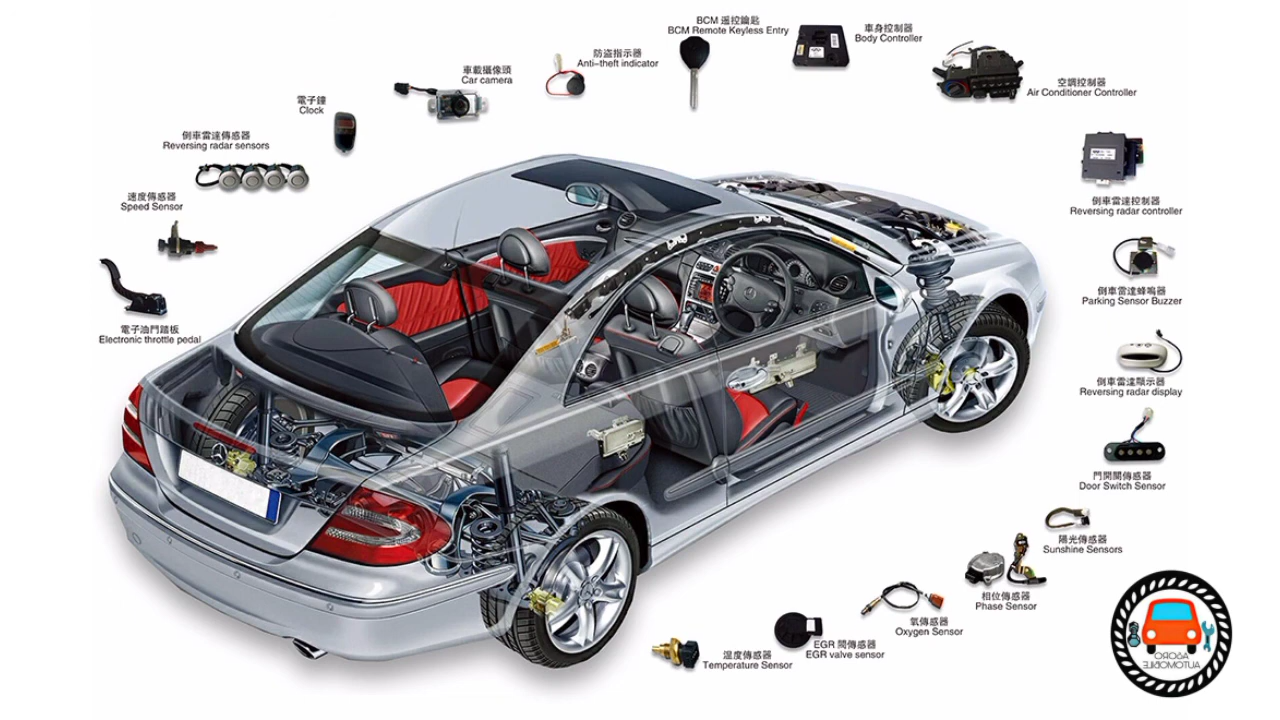 BCM 遥控鑰匙
BCM Remote Keyless Entry
車身控制器
Body Controller
防盜指示器
Anti-theft indicator
車載攝像頭
Car camera
空調控制器
Air Conditioner Controller
電子鐘
Clock
倒車雷達傳感器
Reversing radar sensors
速度傳感器
Speed Sensor
倒車雷達控制器
Reversing radar controller
倒車雷達蜂鳴器
Parking Sensor Buzzer
電子油門踏板
Electronic throttle pedal
倒車雷達顯示器
Reversing radar display
門開關傳感器
Door Switch Sensor
陽光傳感器
Sunshine Sensors
相位傳感器
Phase Sensor
氧傳感器
Oxygen Sensor
EGR 閥傳感器
EGR valve sensor
溫度傳感器
Temperature Sensor
AUTOMOBILE